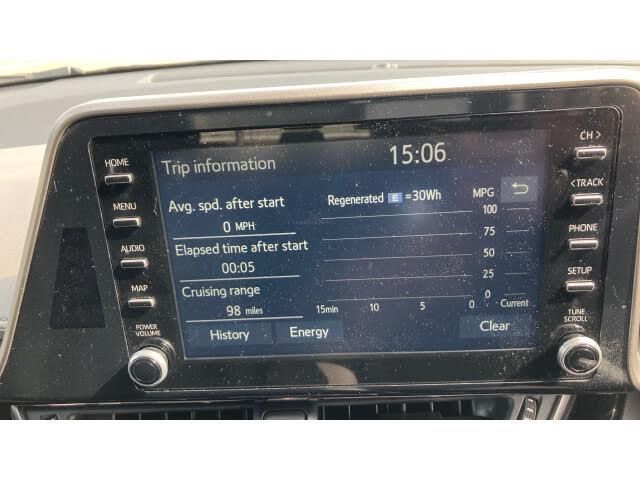 HOME
MENU
AUDIO
MAP
POWER
VOLUME
Trip information
15:06
Avg. spd. after start
0 MPH
Elapsed time after start
00:05
Cruising range
98 miles
Regenerated E =30Wh
MPG
100
75
50
25
0
15min 10 5 0 Current
History
Energy
Clear
CH >
< TRACK
PHONE
SETUP
TUNE
SCROLL